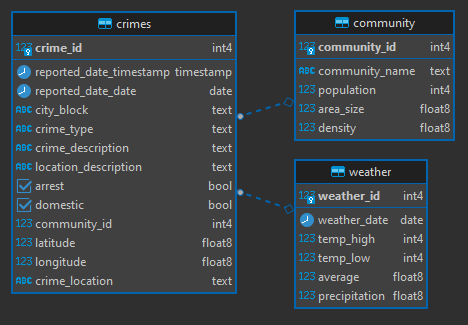 crimes
123 crime_id int4
reported_date_timestamp timestamp
reported_date_date date
ABC city_block text
ABC crime_type text
ABC crime_description text
ABC location_description text
arrest bool
domestic bool
123 community_id int4
123 latitude float8
123 longitude float8
ABC crime_location text
community
123 community_id int4
ABC community_name text
123 population int4
123 area_size float8
123 density float8
weather
123 weather_id int4
weather_date date
123 temp_high int4
123 temp_low int4
123 average float8
123 precipitation float8